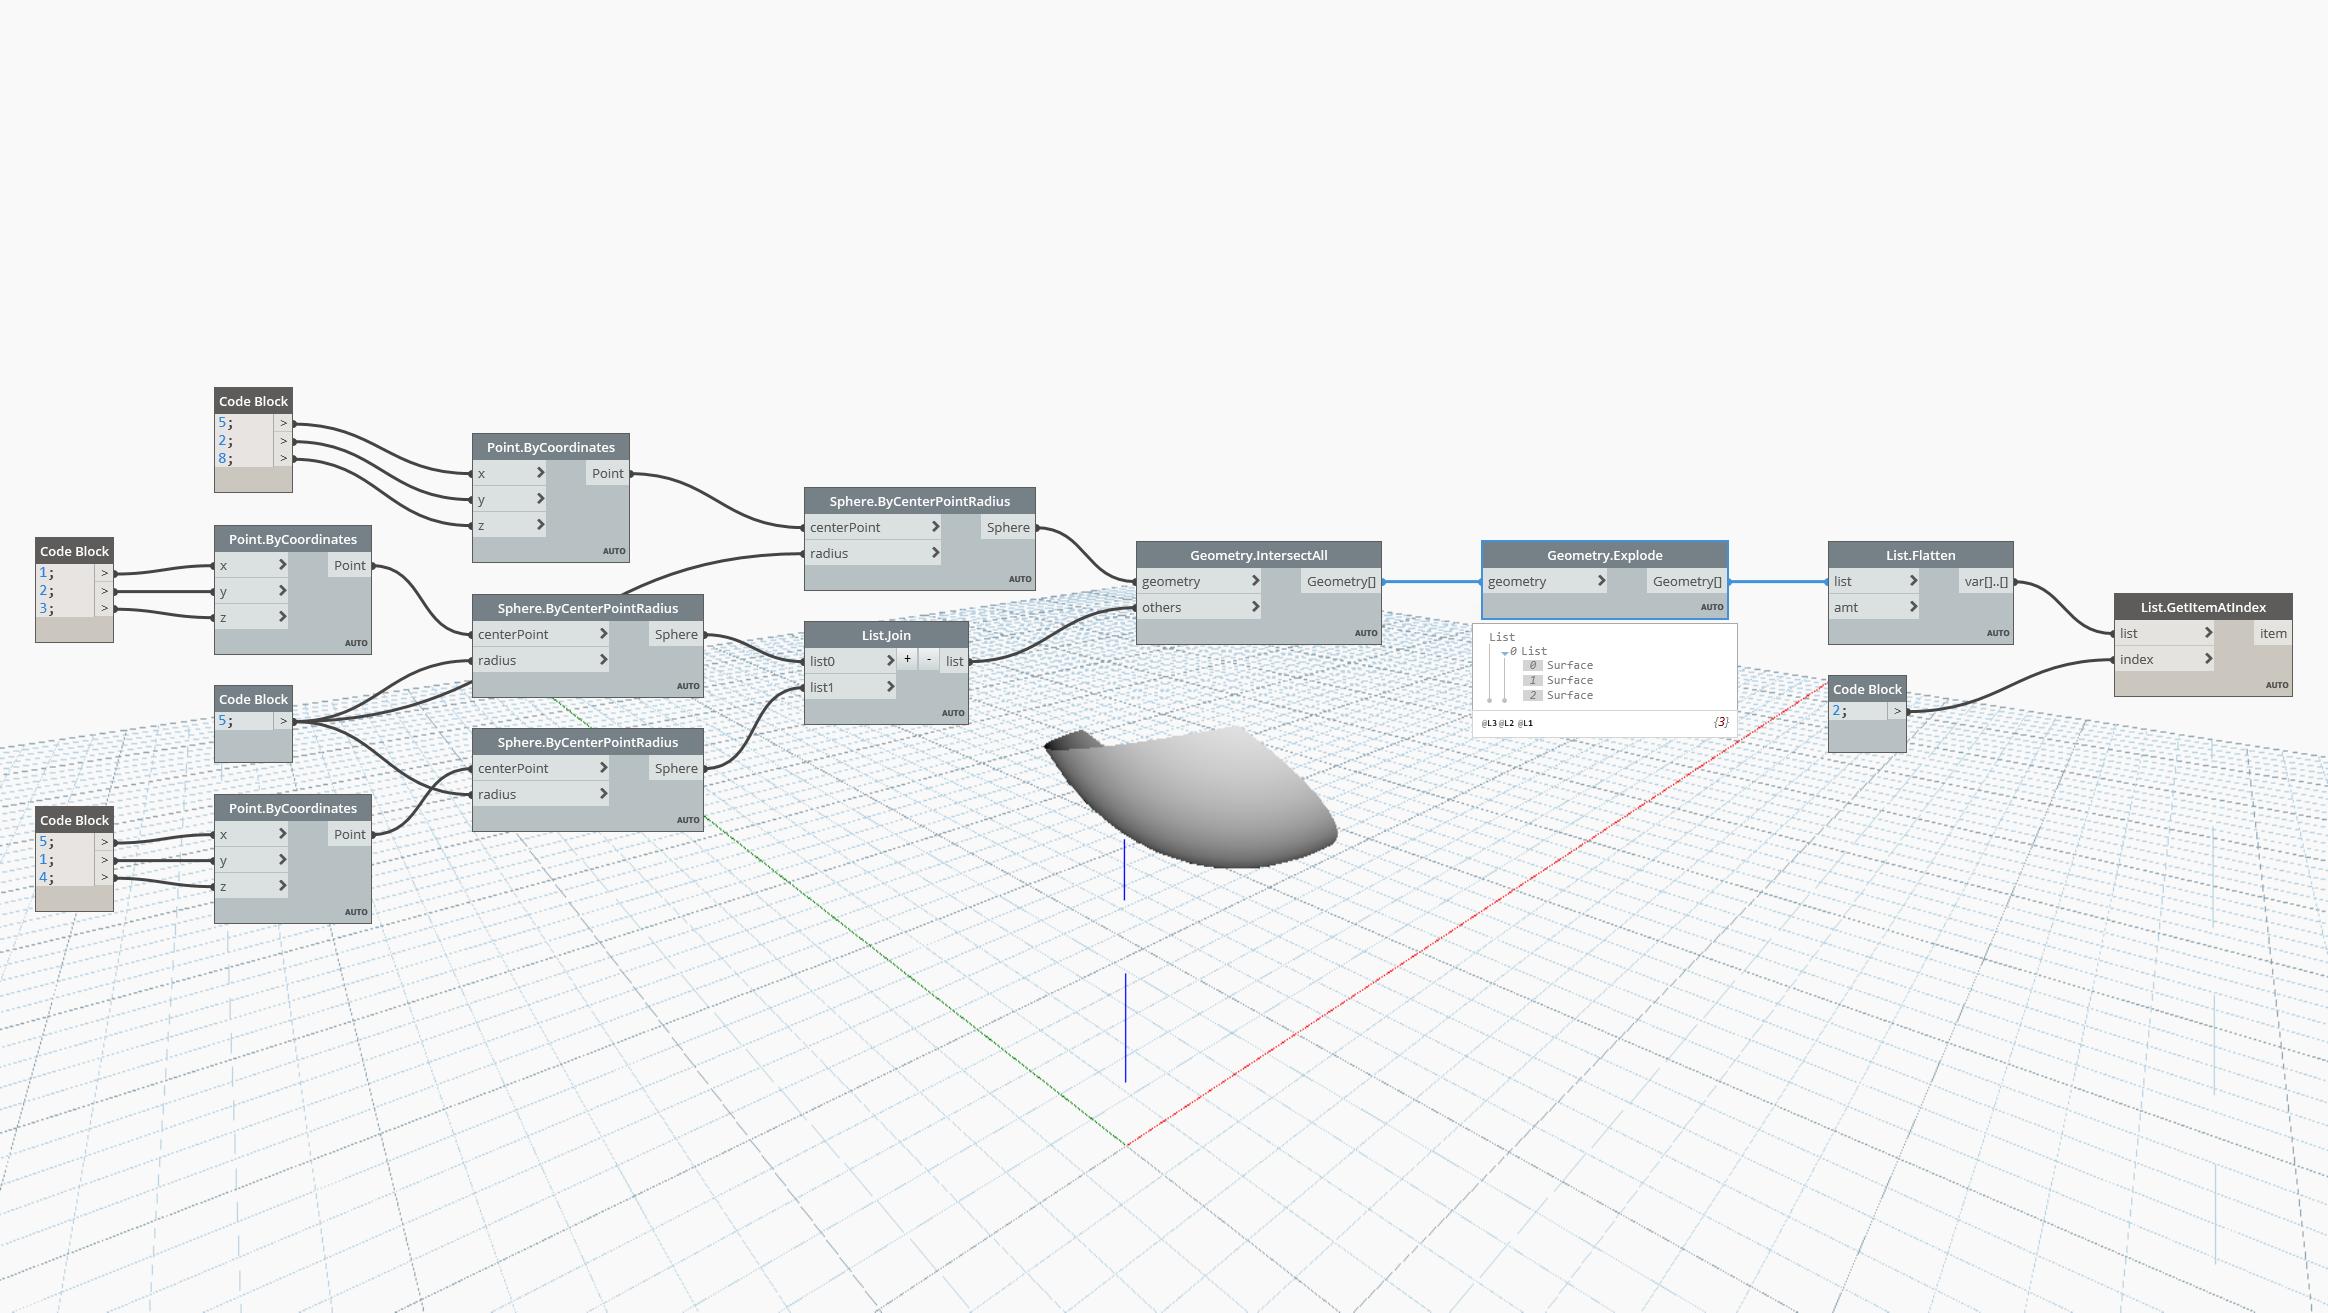 Code Block
5; >
2; >
8; >
Point.ByCoordinates
x > Point
y >
z >
AUTO
Sphere.ByCenterPointRadius
centerPoint > Sphere
radius >
AUTO
Code Block
1; >
2; >
3; >
Point.ByCoordinates
x > Point
y >
z >
AUTO
Sphere.ByCenterPointRadius
centerPoint > Sphere
radius >
AUTO
List.Join
list0 > + - list
list1 >
AUTO
Geometry.IntersectAll
geometry > Geometry[]
others >
AUTO
Geometry.Explode
geometry > Geometry[]
AUTO
List
0 List
0 Surface
1 Surface
2 Surface
@L3 @L2 @L1 {3}
List.Flatten
list > var[]..[]
amt >
AUTO
List.GetItemAtIndex
list > item
index >
AUTO
Code Block
2; >
Code Block
5; >
Sphere.ByCenterPointRadius
centerPoint > Sphere
radius >
AUTO
Code Block
5; >
1; >
4; >
Point.ByCoordinates
x > Point
y >
z >
AUTO